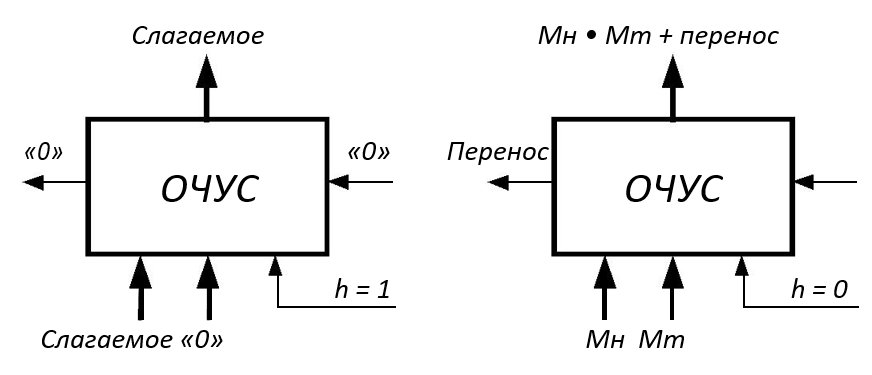 Слагаемое
«0»
«0»
ОЧУС
h = 1
Слагаемое «0»
Мн • Мт + перенос
Перенос
ОЧУС
h = 0
Мн Мт